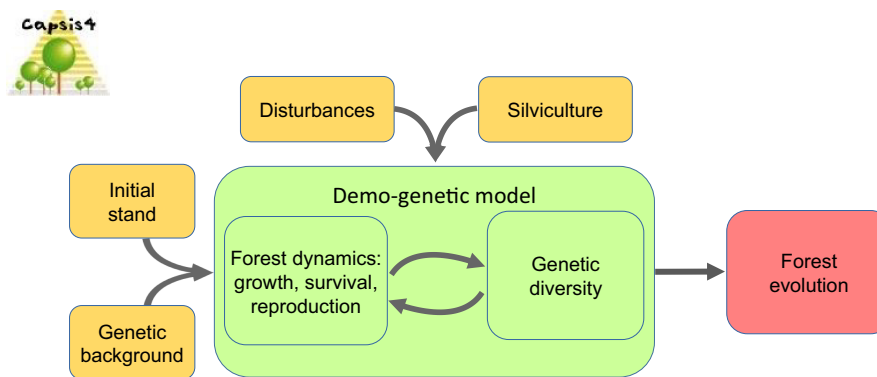 Capsis4
Disturbances
Silviculture
Initial
stand
Demo-genetic model
Forest dynamics:
growth, survival,
reproduction
Genetic
diversity
Forest
evolution
Genetic
background